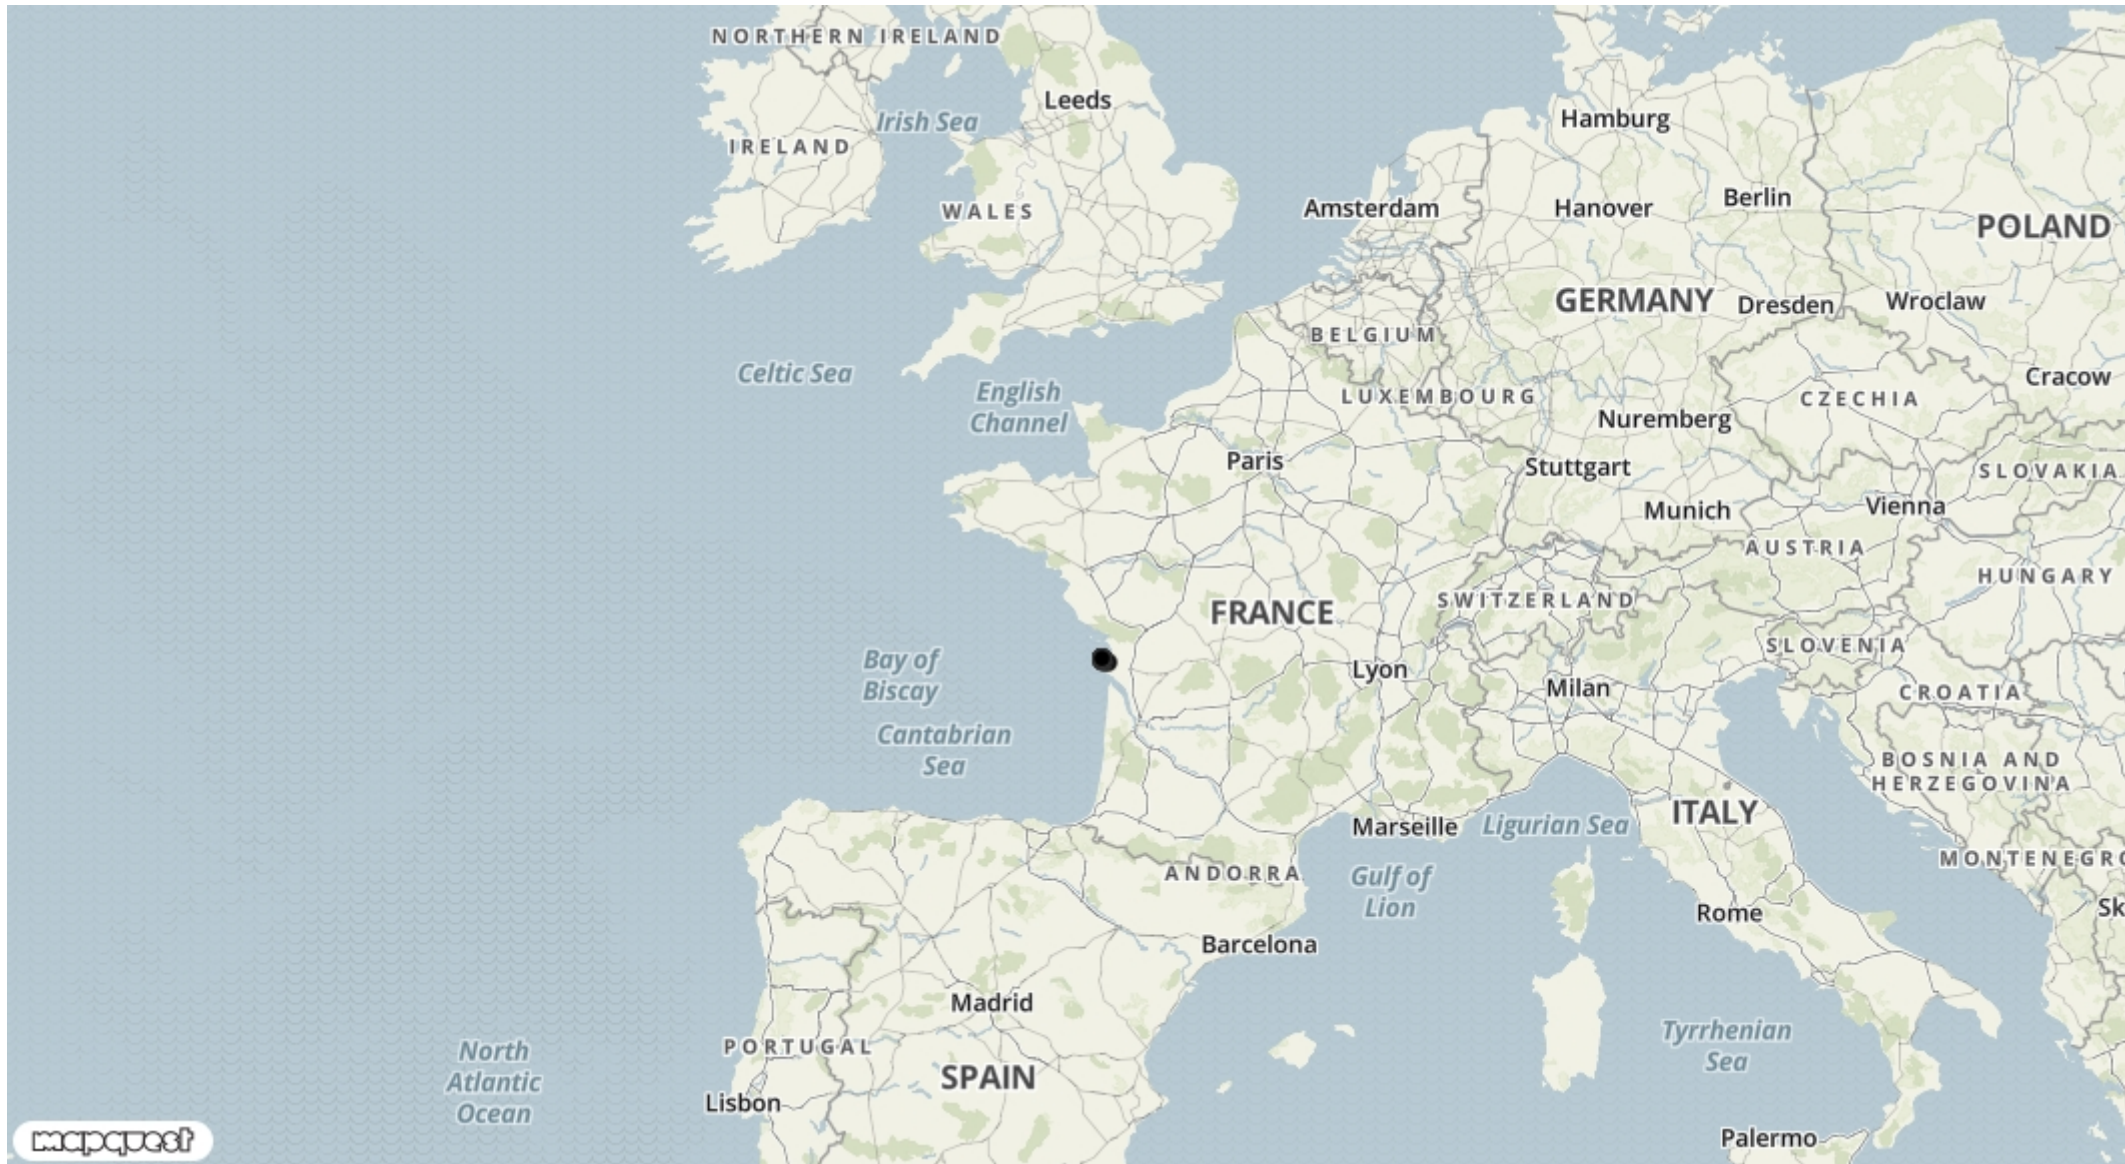 NORTHERN IRELAND
Leeds
Irish Sea
Hamburg
IRELAND
Berlin
Amsterdam
Hanover
WALES
POLAND
GERMANY
Dresden
Wroclaw
BELGIUM
Celtic Sea
English
Channel
Cracow
LUXEMBOURG
CZECHIA
Nuremberg
Paris
Stuttgart
SLOVAKIA
Munich
Vienna
AUSTRIA
HUNGARY
SWITZERLAND
FRANCE
SLOVENIA
Bay of
Biscay
Lyon
Milan
CROATIA
Cantabrian
Sea
BOSNIA AND
HERZEGOVINA
ITALY
Marseille
Ligurian Sea
MONTENEGRO
ANDORRA
Gulf of
Lion
Sk
Rome
Barcelona
Madrid
Tyrrhenian
Sea
PORTUGAL
North
Atlantic
Ocean
SPAIN
Lisbon
Palermo
mapquest